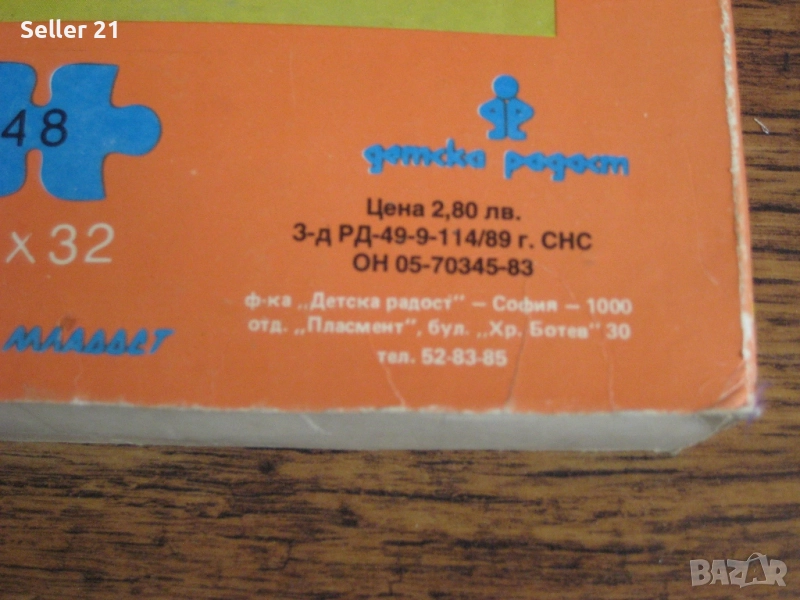 Seller 21
48
x 32
детска радост
Цена 2,80 лв.
З-д РД-49-9-114/89 г. СНС
ОН 05-70345-83
ф-ка „Детска радост" — София — 1000
отд. „Пласмент", бул. „Хр. Ботев" 30
тел. 52-83-85
младост
BAZAR